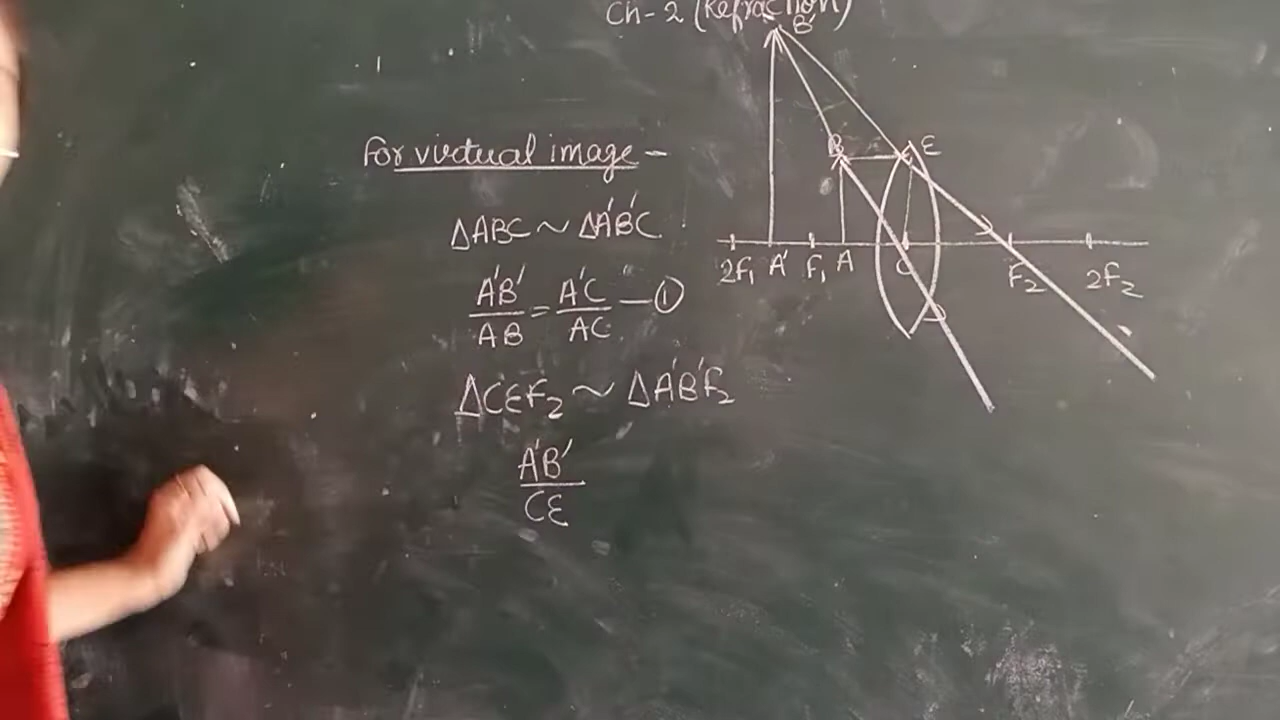 Ch-2 (Refraction)
B'
For virtual image -
B E
ΔABC ~ ΔA'B'C
2F₁ A' F₁ A C F₂ 2F₂
A'B'/AB = A'C/AC - ①
ΔCEF₂ ~ ΔA'B'F₂
A'B'/CE